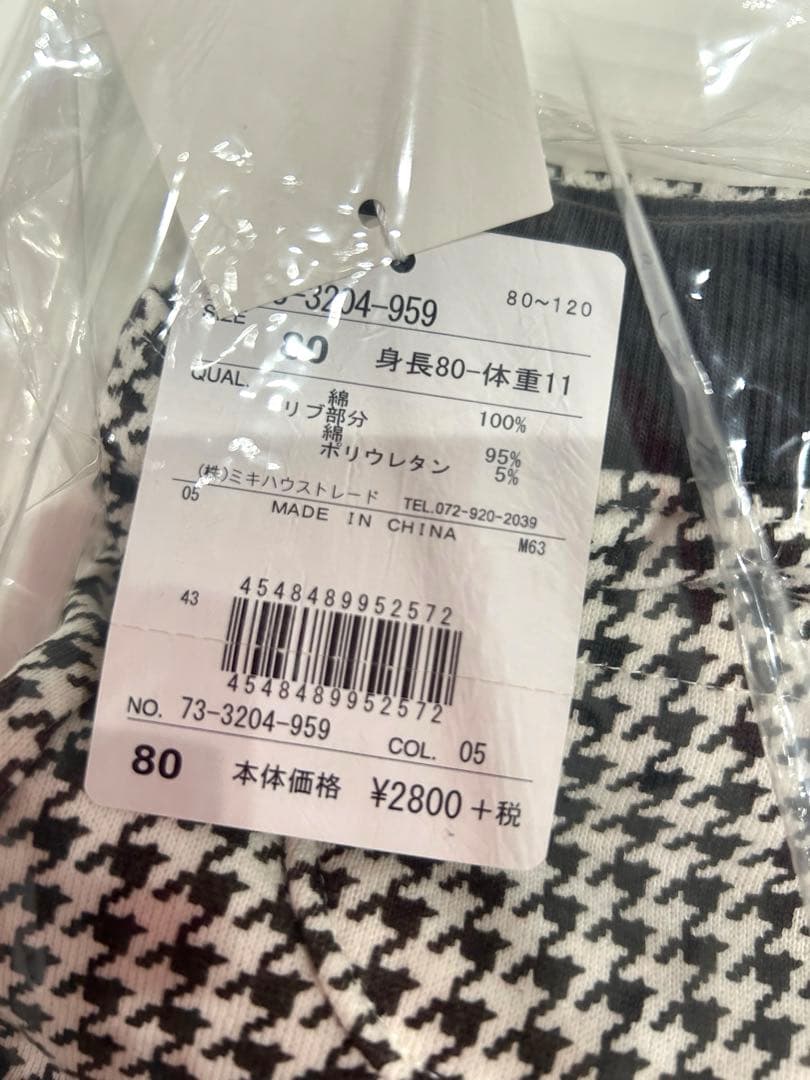 -3204-959 80~120
SIZE 80 身長80-体重11
QUAL. 綿 100%
リブ部分
綿 95%
ポリウレタン 5%
(株)ミキハウストレード TEL.072-920-2039
05 MADE IN CHINA M63
43 4548489952572
4548489952572
NO. 73-3204-959 COL. 05
80 本体価格 ¥2800+税